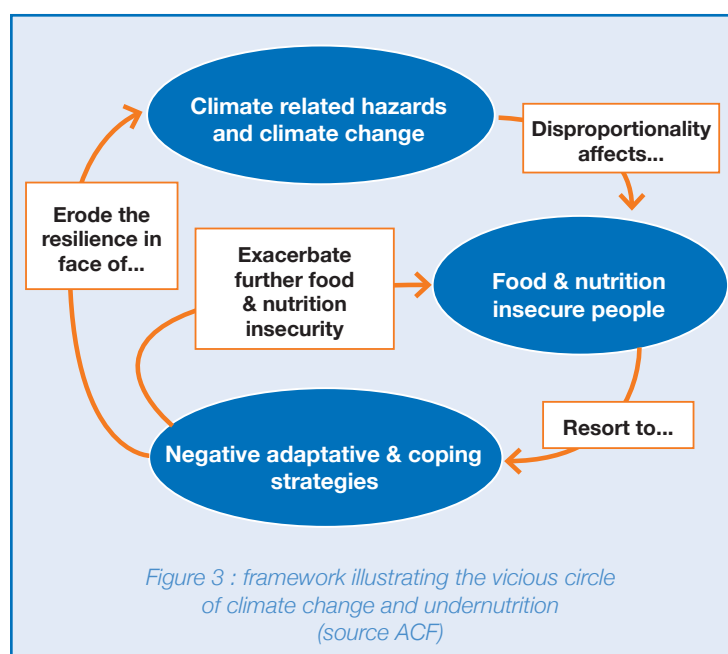 Climate related hazards
and climate change
Disproportionality
affects...
Erode the
resilience in
face of...
Exacerbate
further food
& nutrition
insecurity
Food & nutrition
insecure people
Resort to...
Negative adaptative & coping
strategies
Figure 3 : framework illustrating the vicious circle
of climate change and undernutrition
(source ACF)